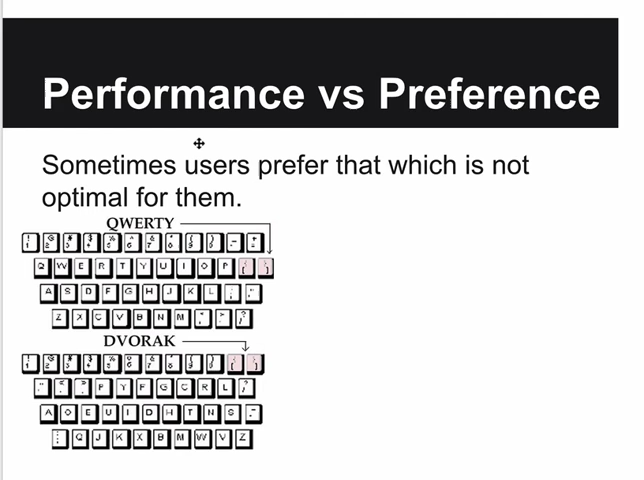 Performance vs Preference
Sometimes users prefer that which is not
optimal for them.
QWERTY
Q W E R T Y U I O P { [ } ]
A S D F G H J K L
Z X C V B N M
DVORAK
P Y F G C R L
A O E U I D H T N S
Q J K X B M W V Z